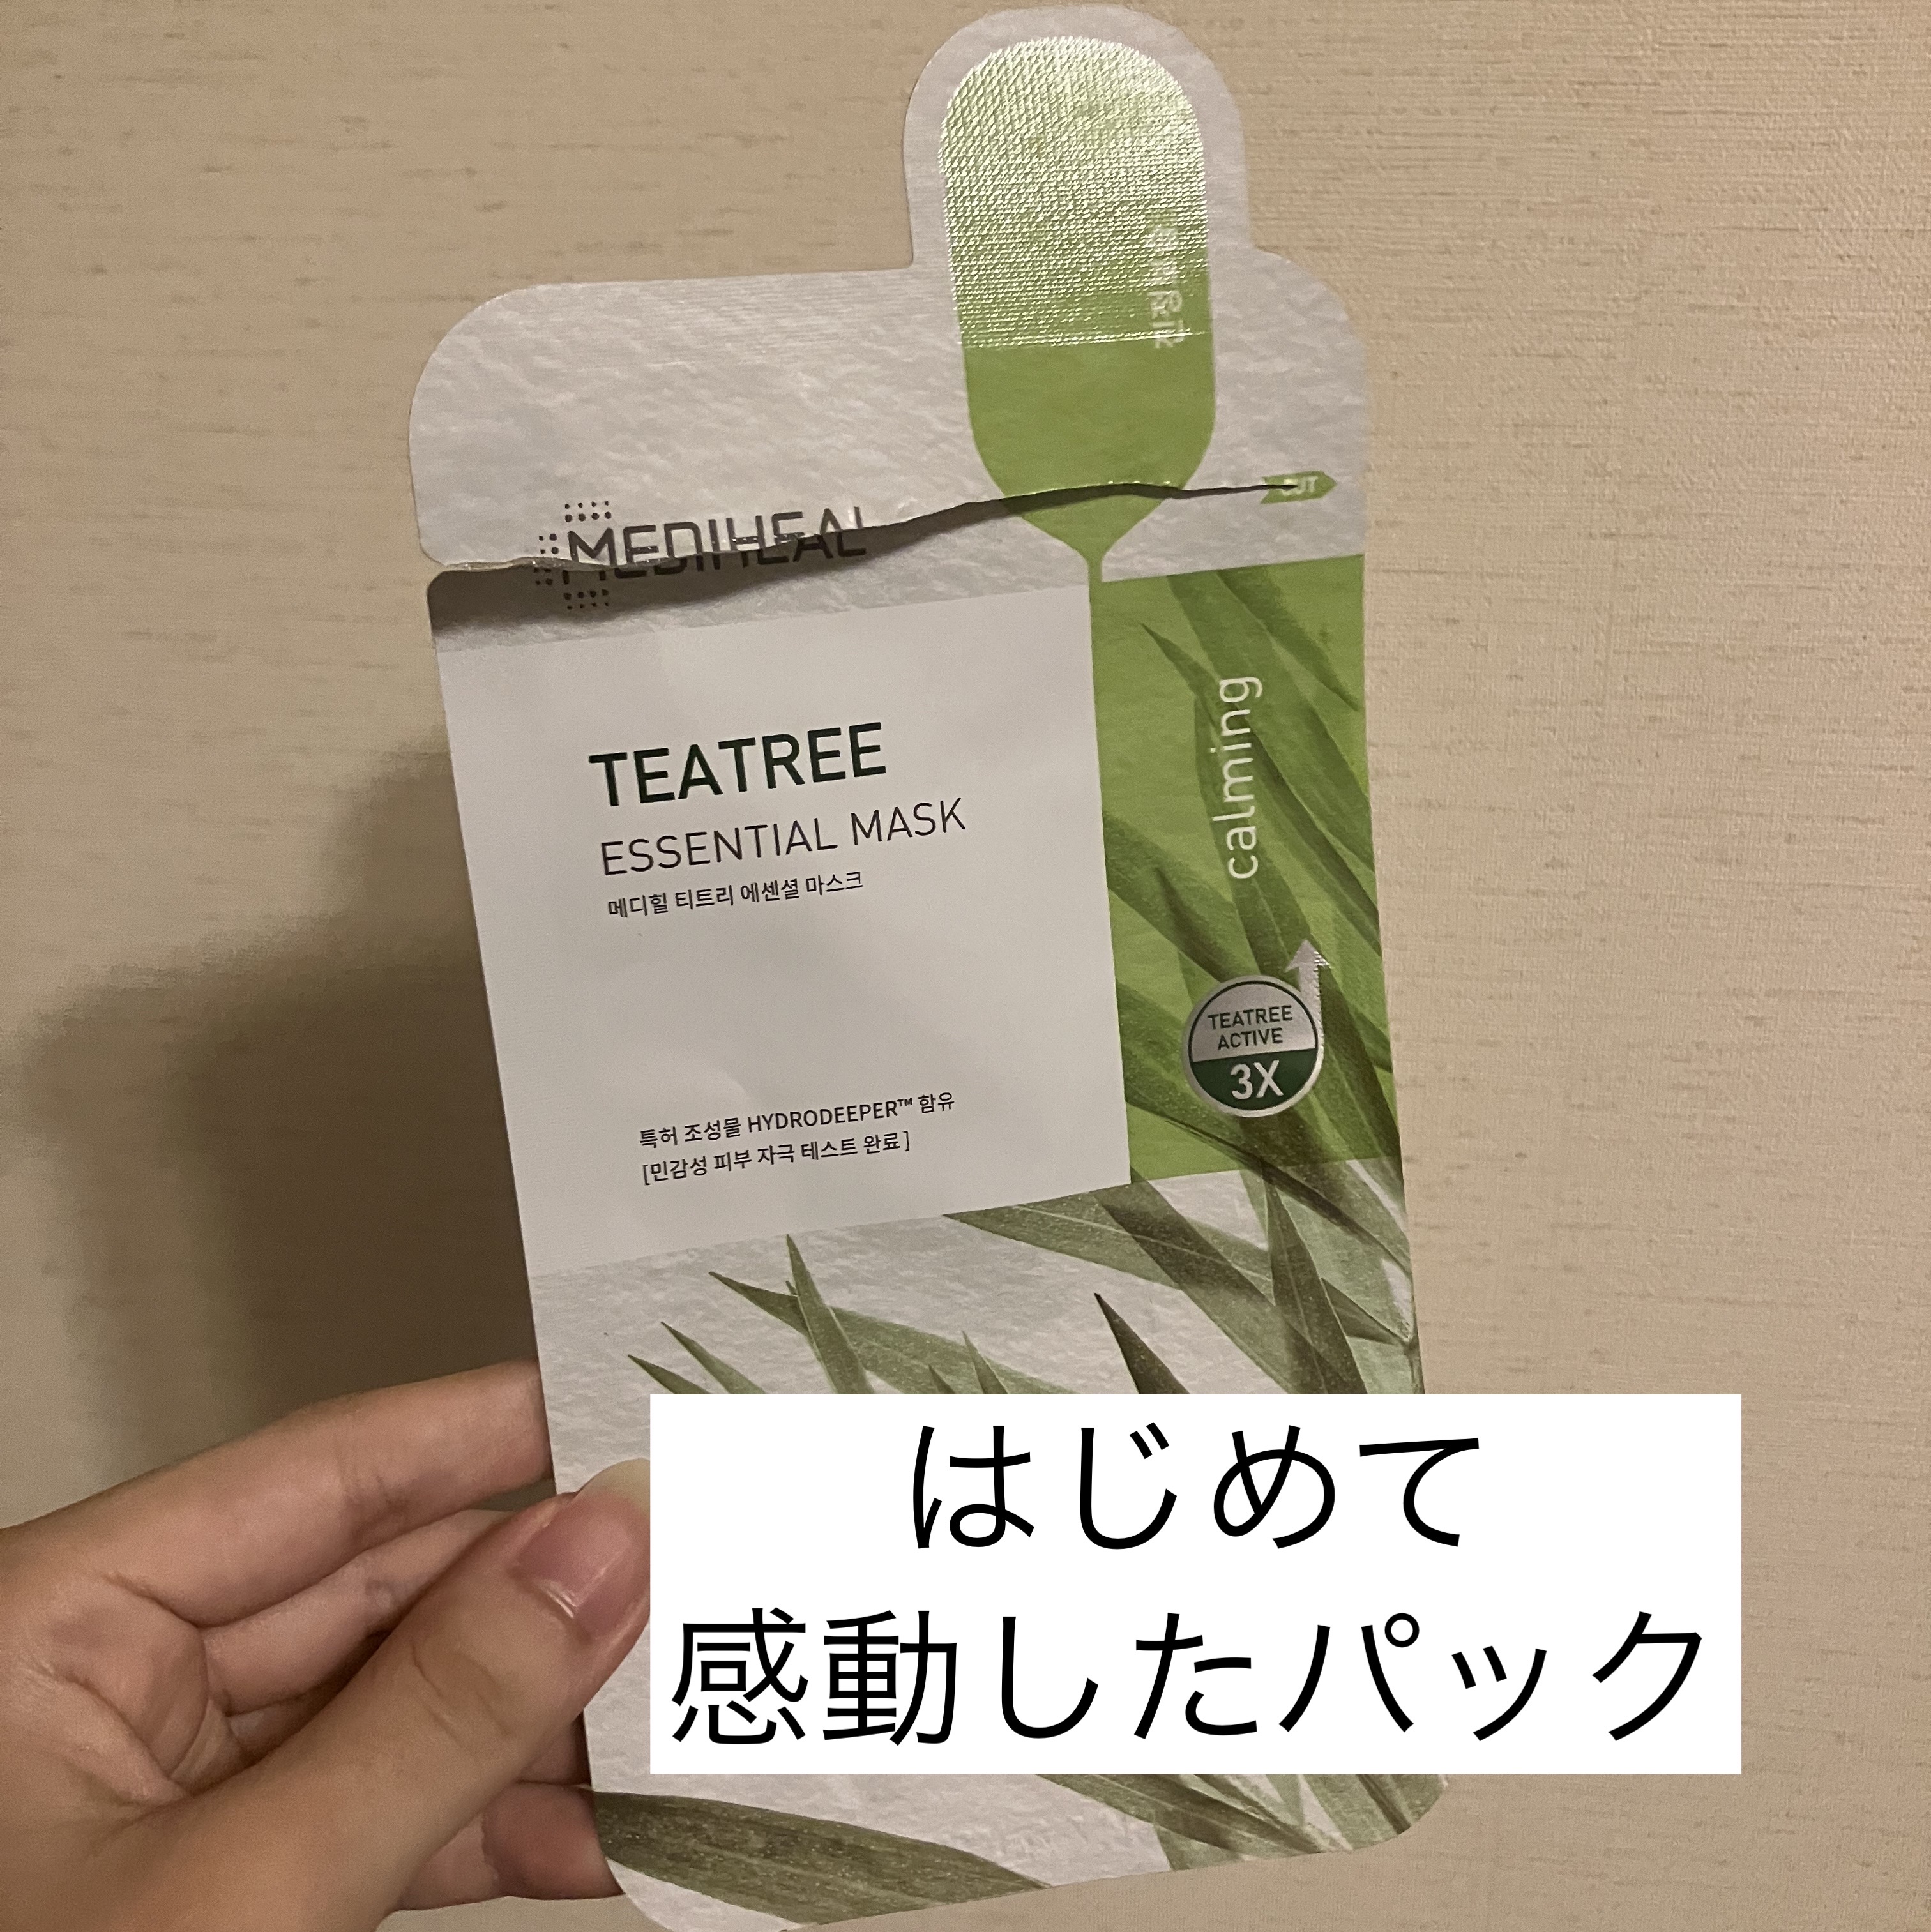 MEDIHEAL
CUT
TEATREE
ESSENTIAL MASK
메디힐 티트리 에센셜 마스크
calming
TEATREE
ACTIVE
3X
특허 조성물 HYDRODEEPER™ 함유
[민감성 피부 자극 테스트 완료]
はじめて
感動したパック